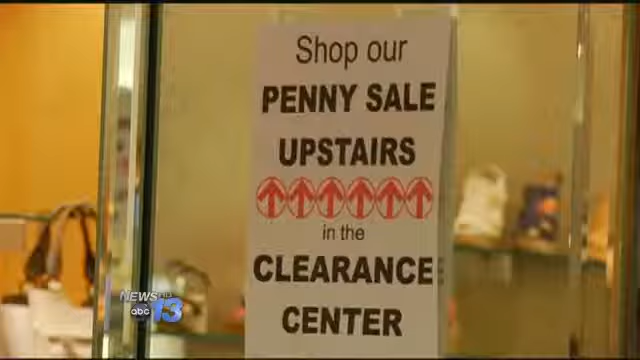 Shop our
PENNY SALE
UPSTAIRS
in the
CLEARANCE
CENTER
NEWS
abc 13